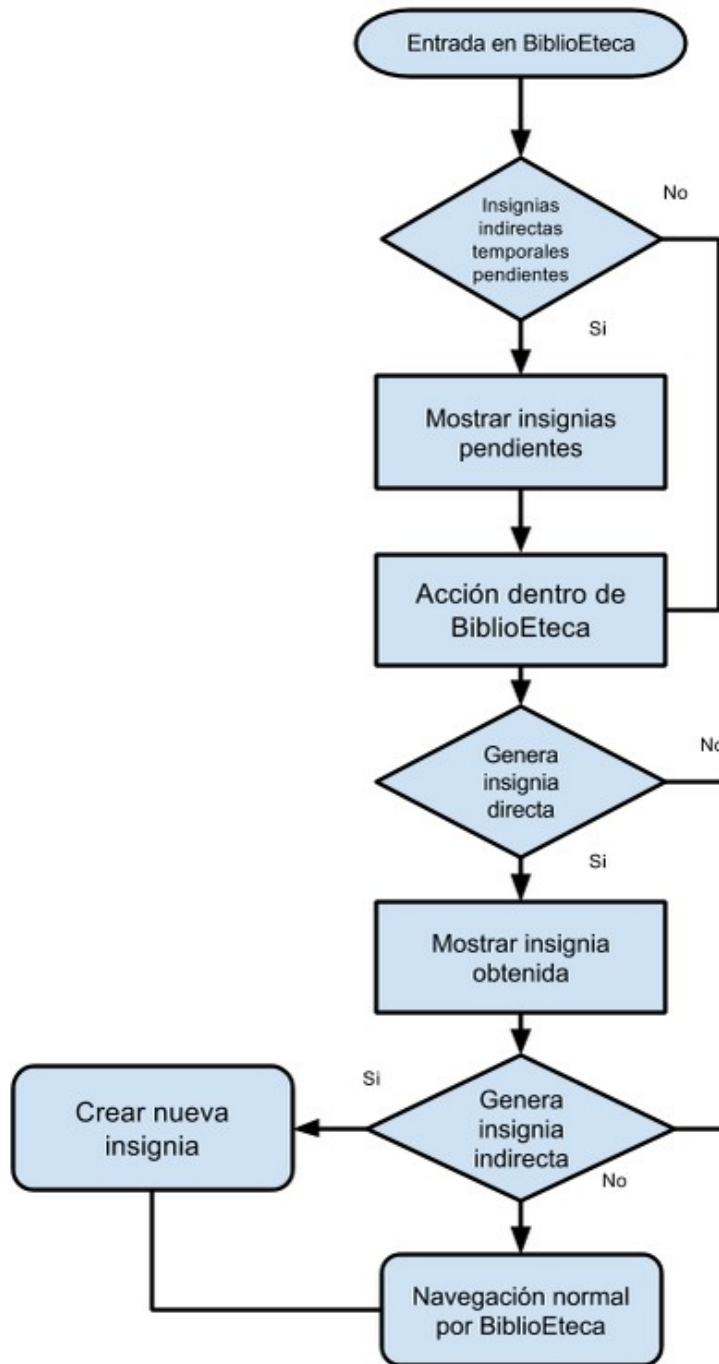 Entrada en BiblioEteca
No
Insignias
indirectas
temporales
pendientes
Si
Mostrar insignias
pendientes
Acción dentro de
BiblioEteca
No
Genera
insignia
directa
Si
Mostrar insignia
obtenida
Si
Genera
insignia
indirecta
Crear nueva
insignia
No
Navegación normal
por BiblioEteca